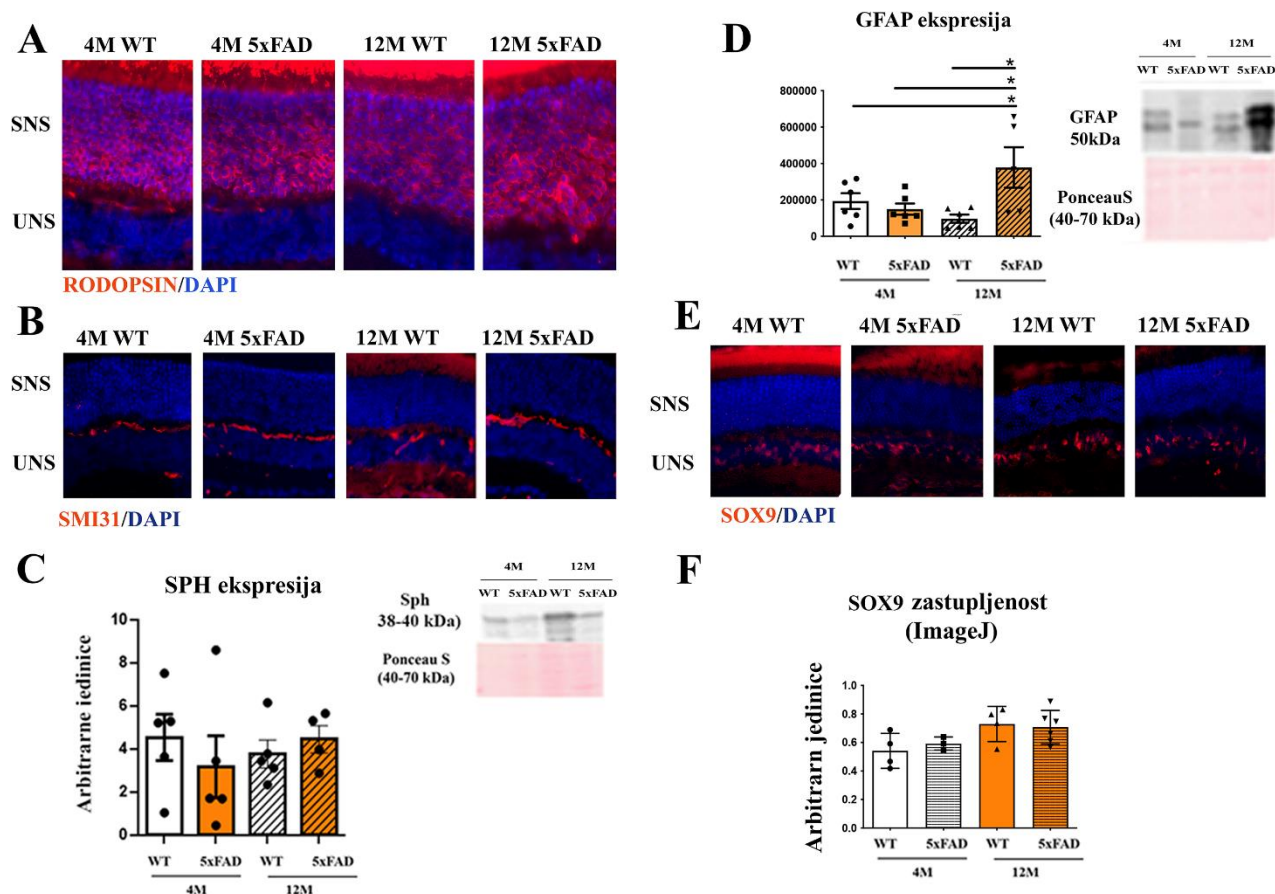 A
4M WT
4M 5xFAD
12M WT
12M 5xFAD
SNS
UNS
RODOPSIN/DAPI
B
4M WT
4M 5xFAD
12M WT
12M 5xFAD
SNS
UNS
SMI31/DAPI
C
SPH ekspresija
Arbitrarne jedinice
10
8
6
4
2
0
WT
5xFAD
WT
5xFAD
4M
12M
4M
12M
WT 5xFAD WT 5xFAD
Sph
38-40 kDa)
Ponceau S
(40-70 kDa)
D
GFAP ekspresija
*
*
*
800000
600000
400000
200000
0
WT
5xFAD
WT
5xFAD
4M
12M
4M
12M
WT 5xFAD WT 5xFAD
GFAP
50kDa
PonceauS
(40-70 kDa)
E
4M WT
4M 5xFAD
12M WT
12M 5xFAD
SNS
UNS
SOX9/DAPI
F
SOX9 zastupljenost
(ImageJ)
Arbitrarn jedinice
1.0
0.8
0.6
0.4
0.2
0.0
WT
5xFAD
WT
5xFAD
4M
12M